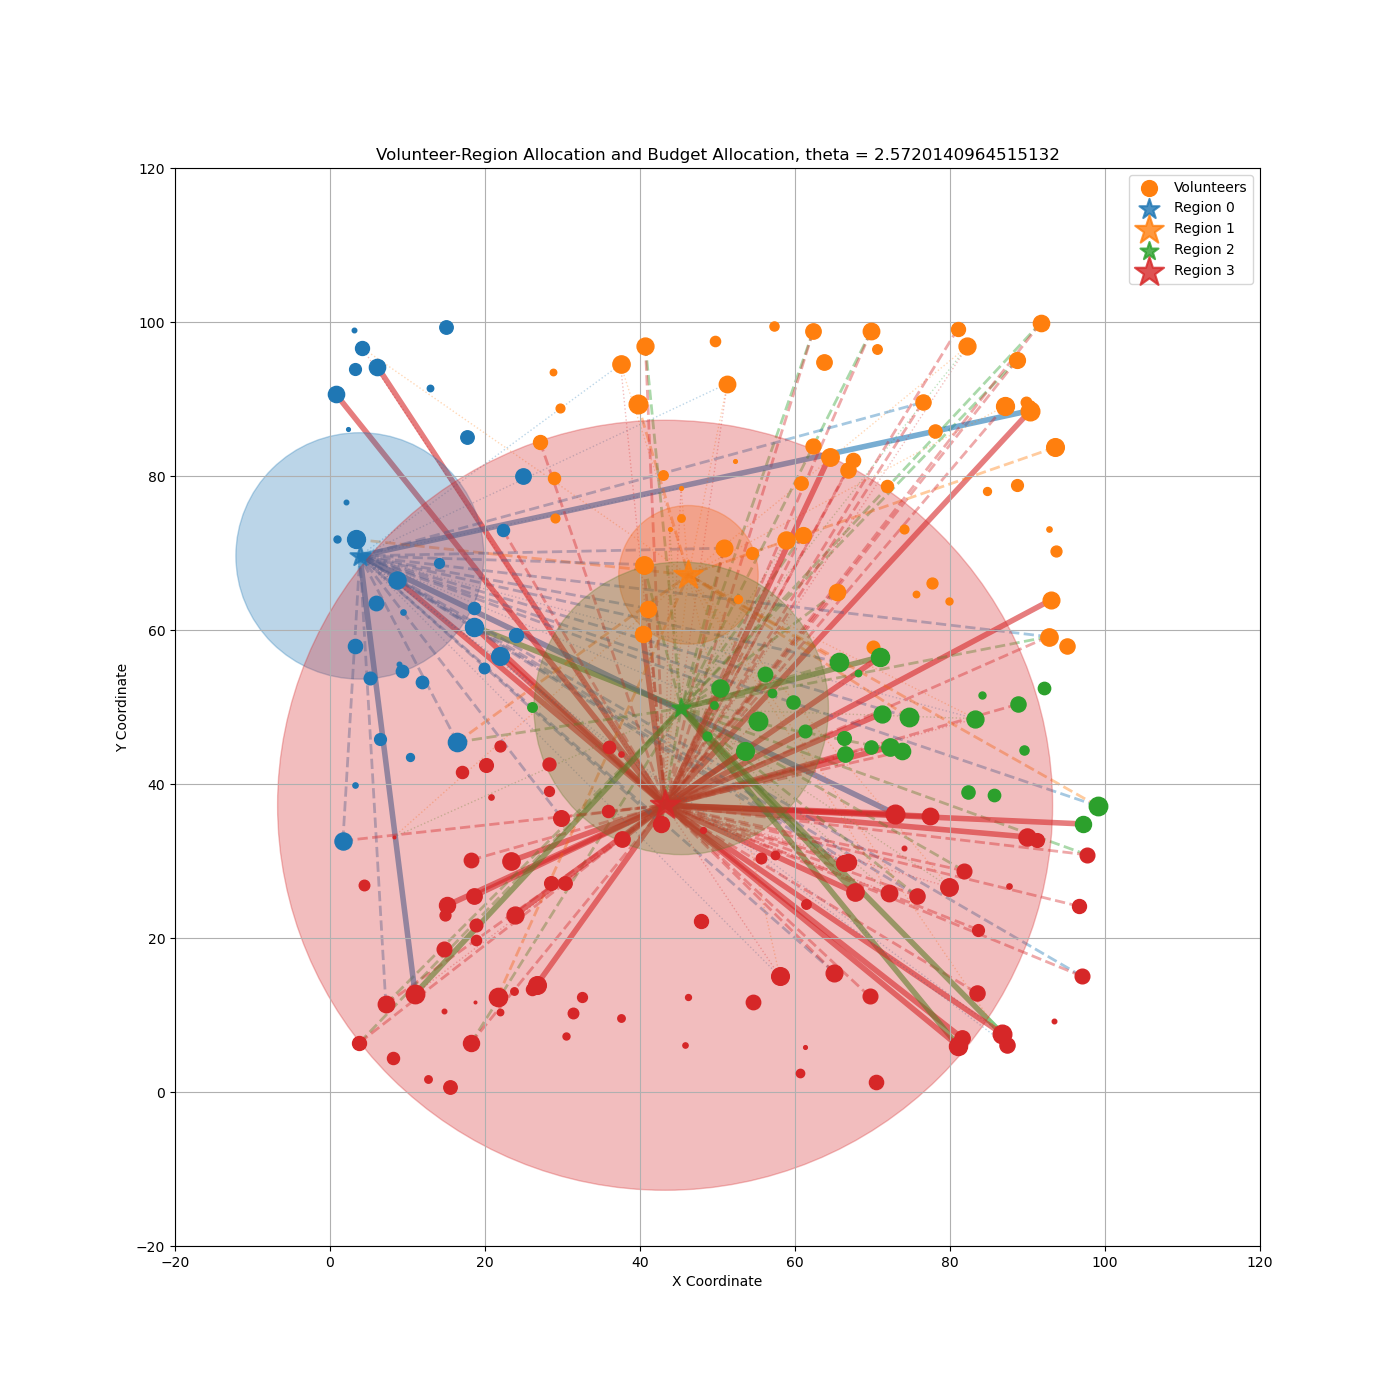 Volunteer-Region Allocation and Budget Allocation, theta = 2.5720140964515132
120
100
80
60
40
20
0
−20
Y Coordinate
Volunteers
Region 0
Region 1
Region 2
Region 3
−20 0 20 40 60 80 100 120
X Coordinate